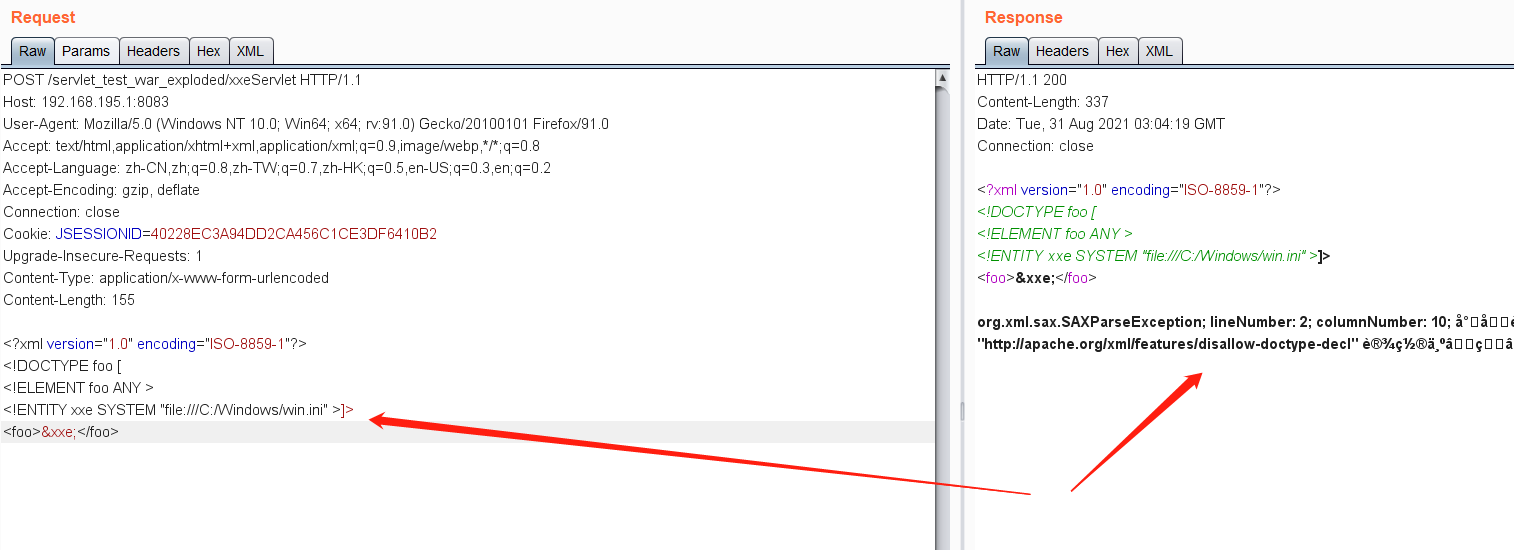 Request
Raw Params Headers Hex XML
POST /servlet_test_war_exploded/xxeServlet HTTP/1.1
Host: 192.168.195.1:8083
User-Agent: Mozilla/5.0 (Windows NT 10.0; Win64; x64; rv:91.0) Gecko/20100101 Firefox/91.0
Accept: text/html,application/xhtml+xml,application/xml;q=0.9,image/webp,*/*;q=0.8
Accept-Language: zh-CN,zh;q=0.8,zh-TW;q=0.7,zh-HK;q=0.5,en-US;q=0.3,en;q=0.2
Accept-Encoding: gzip, deflate
Connection: close
Cookie: JSESSIONID=40228EC3A94DD2CA456C1CE3DF6410B2
Upgrade-Insecure-Requests: 1
Content-Type: application/x-www-form-urlencoded
Content-Length: 155
<?xml version="1.0" encoding="ISO-8859-1"?>
<!DOCTYPE foo [
<!ELEMENT foo ANY >
<!ENTITY xxe SYSTEM "file:///C:/Windows/win.ini" >]>
<foo>&xxe;</foo>
Response
Raw Headers Hex XML
HTTP/1.1 200
Content-Length: 337
Date: Tue, 31 Aug 2021 03:04:19 GMT
Connection: close
<?xml version="1.0" encoding="ISO-8859-1"?>
<!DOCTYPE foo [
<!ELEMENT foo ANY >
<!ENTITY xxe SYSTEM "file:///C:/Windows/win.ini" >]>
<foo>&xxe;</foo>
org.xml.sax.SAXParseException; lineNumber: 2; columnNumber: 10;
"http://apache.org/xml/features/disallow-doctype-decl"